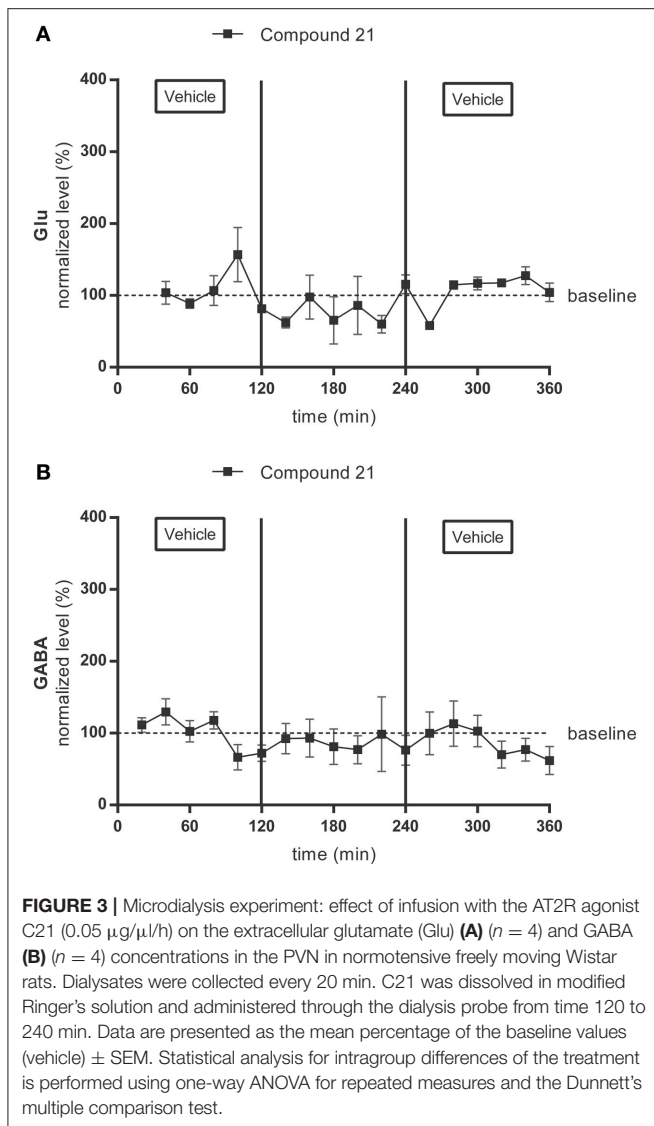 A
Compound 21
400
Vehicle
Vehicle
300
Glu
normalized level (%)
200
100
baseline
0
0 60 120 180 240 300 360
time (min)
B
Compound 21
400
Vehicle
Vehicle
300
GABA
normalized level (%)
200
100
baseline
0
0 60 120 180 240 300 360
time (min)
FIGURE 3 | Microdialysis experiment: effect of infusion with the AT2R agonist
C21 (0.05 μg/μl/h) on the extracellular glutamate (Glu) (A) (n = 4) and GABA
(B) (n = 4) concentrations in the PVN in normotensive freely moving Wistar
rats. Dialysates were collected every 20 min. C21 was dissolved in modified
Ringer's solution and administered through the dialysis probe from time 120 to
240 min. Data are presented as the mean percentage of the baseline values
(vehicle) ± SEM. Statistical analysis for intragroup differences of the treatment
is performed using one-way ANOVA for repeated measures and the Dunnett's
multiple comparison test.